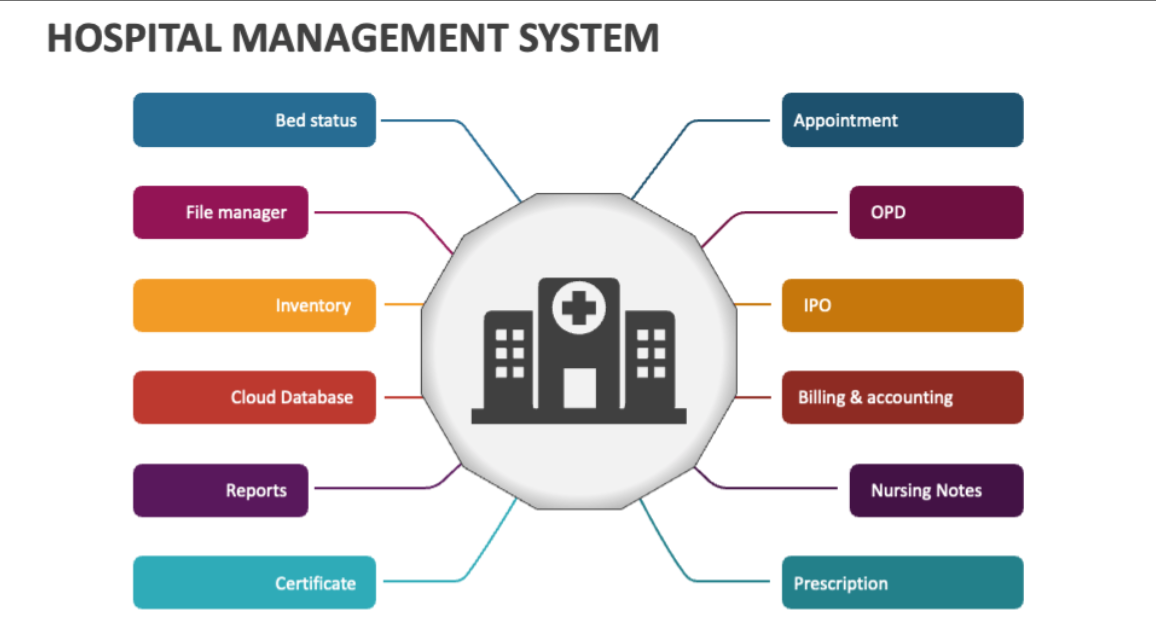 HOSPITAL MANAGEMENT SYSTEM
Bed status
Appointment
File manager
OPD
Inventory
IPO
Cloud Database
Billing & accounting
Reports
Nursing Notes
Certificate
Prescription